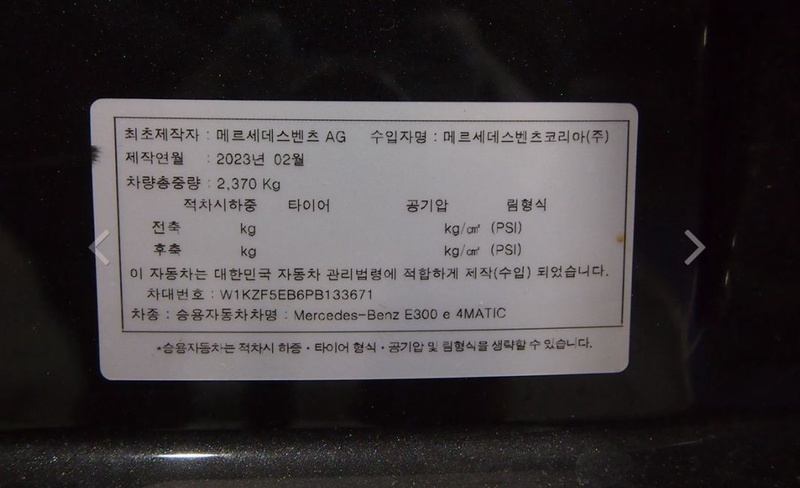 최초제작자 : 메르세데스벤츠 AG 수입자명 : 메르세데스벤츠코리아(주)
제작연월 : 2023년 02월
차량총중량 : 2,370 Kg
적차시하중 타이어 공기압 림형식
전축 kg kg/㎠ (PSI)
후축 kg kg/㎠ (PSI)
이 자동차는 대한민국 자동차 관리법령에 적합하게 제작(수입) 되었습니다.
차대번호 : W1KZF5EB6PB133671
차종 : 승용자동차차명 : Mercedes-Benz E300 e 4MATIC
*승용자동차는 적차시 하중·타이어 형식·공기압 및 림형식을 생략할 수 있습니다.